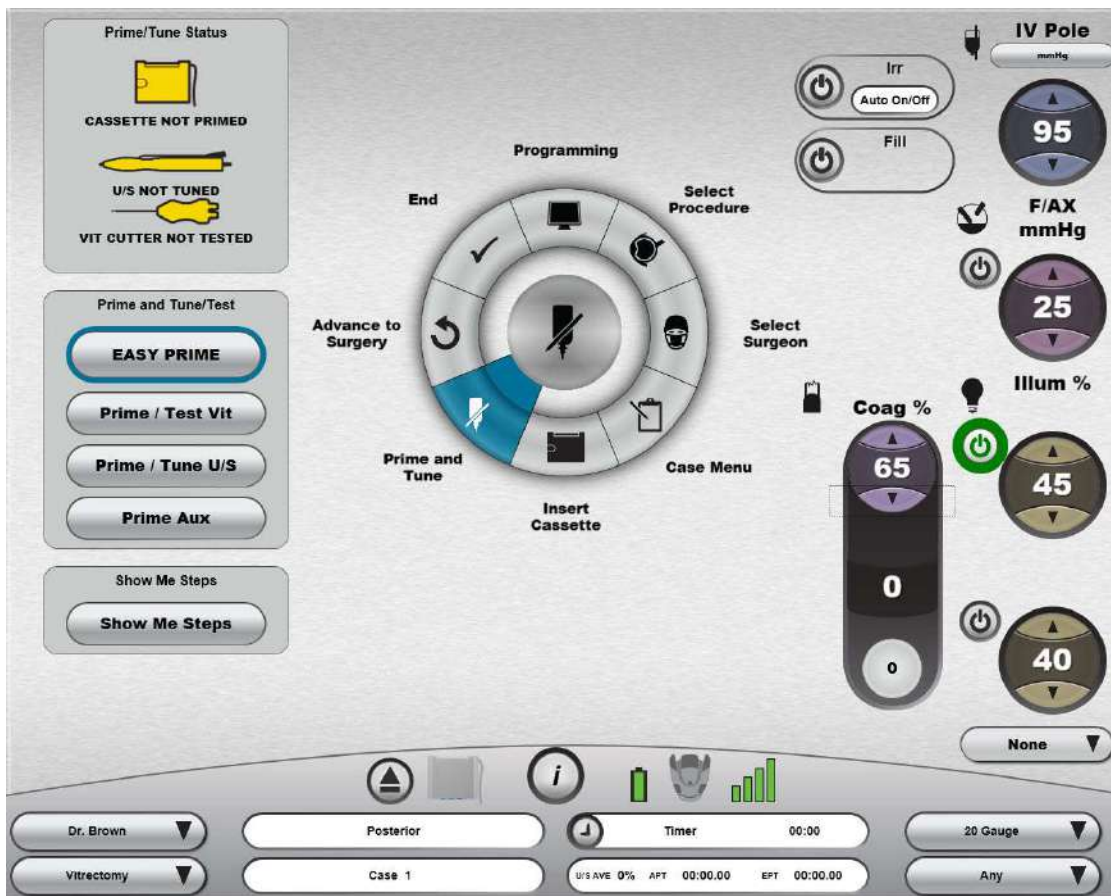 Prime/Tune Status
CASSETTE NOT PRIMED
U/S NOT TUNED
VIT CUTTER NOT TESTED
Prime and Tune/Test
EASY PRIME
Prime / Test Vit
Prime / Tune U/S
Prime Aux
Show Me Steps
Show Me Steps
Programming
Select
Procedure
Select
Surgeon
Case Menu
Insert
Cassette
Prime and
Tune
Advance to
Surgery
End
Irr
Auto On/Off
Fill
IV Pole
mmHg
95
F/AX
mmHg
25
Illum %
45
40
None
Coag %
65
0
0
i
Dr. Brown
Vitrectomy
Posterior
Case 1
Timer 00:00
U/S AVE 0% APT 00:00.00 EPT 00:00.00
20 Gauge
Any